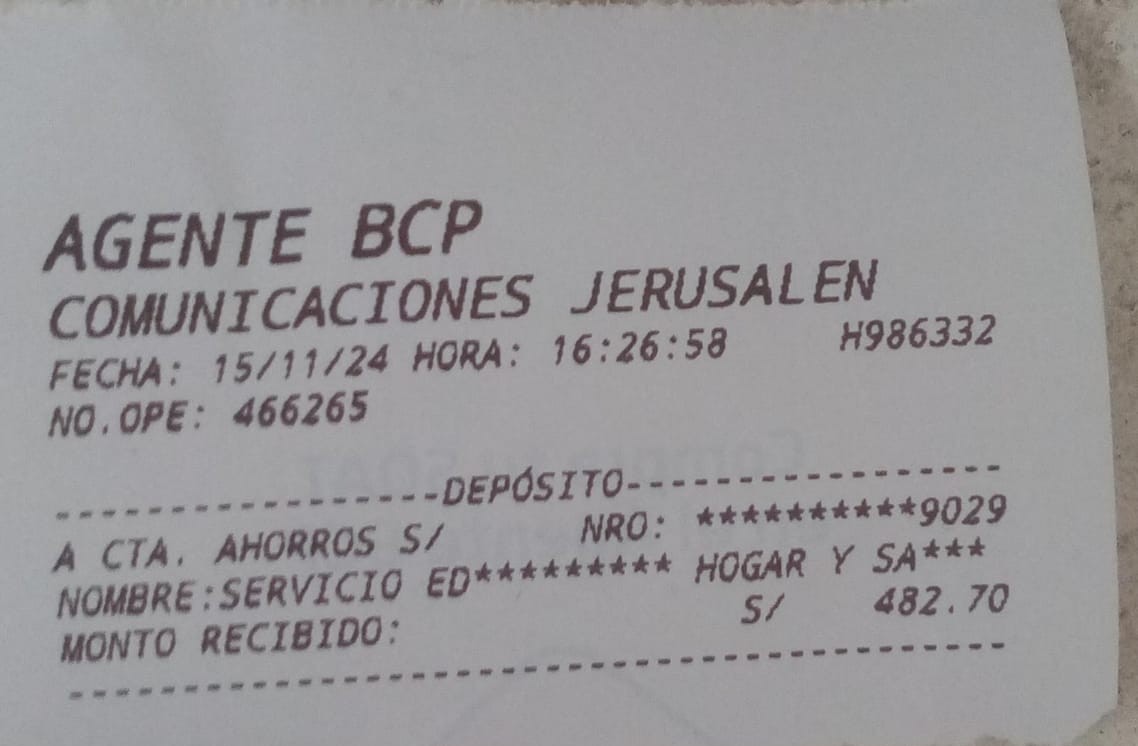 AGENTE BCP
COMUNICACIONES JERUSALEN
FECHA: 15/11/24 HORA: 16:26:58 H986332
NO.OPE: 466265
-----------------DEPÓSITO-----------------
A CTA. AHORROS S/ NRO: **********9029
NOMBRE:SERVICIO ED********* HOGAR Y SA***
MONTO RECIBIDO: S/ 482.70
------------------------------------------